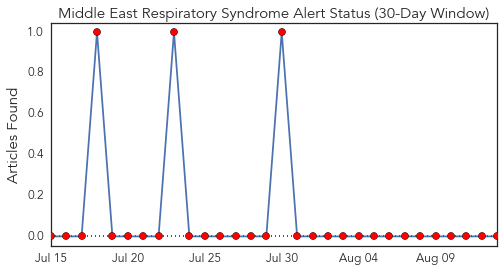 Middle East Respiratory Syndrome Alert Status (30-Day Window)
Articles Found
1.0
0.8
0.6
0.4
0.2
0.0
Jul 15 Jul 20 Jul 25 Jul 30 Aug 04 Aug 09